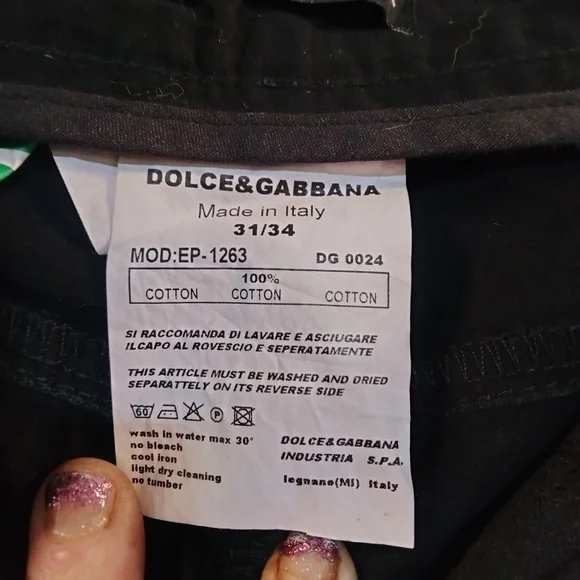 DOLCE&GABBANA
Made in Italy
31/34
MOD:EP-1263 DG 0024
100%
COTTON COTTON COTTON
SI RACCOMANDA DI LAVARE E ASCIUGARE
ILCAPO AL ROVESCIO E SEPERATAMENTE
THIS ARTICLE MUST BE WASHED AND DRIED
SEPARATTELY ON ITS REVERSE SIDE
60 P
wash in water max 30°
no bleach
cool iron
light dry cleaning
no tumber
DOLCE&GABBANA
INDUSTRIA S.P.A.
legnano(MI) Italy